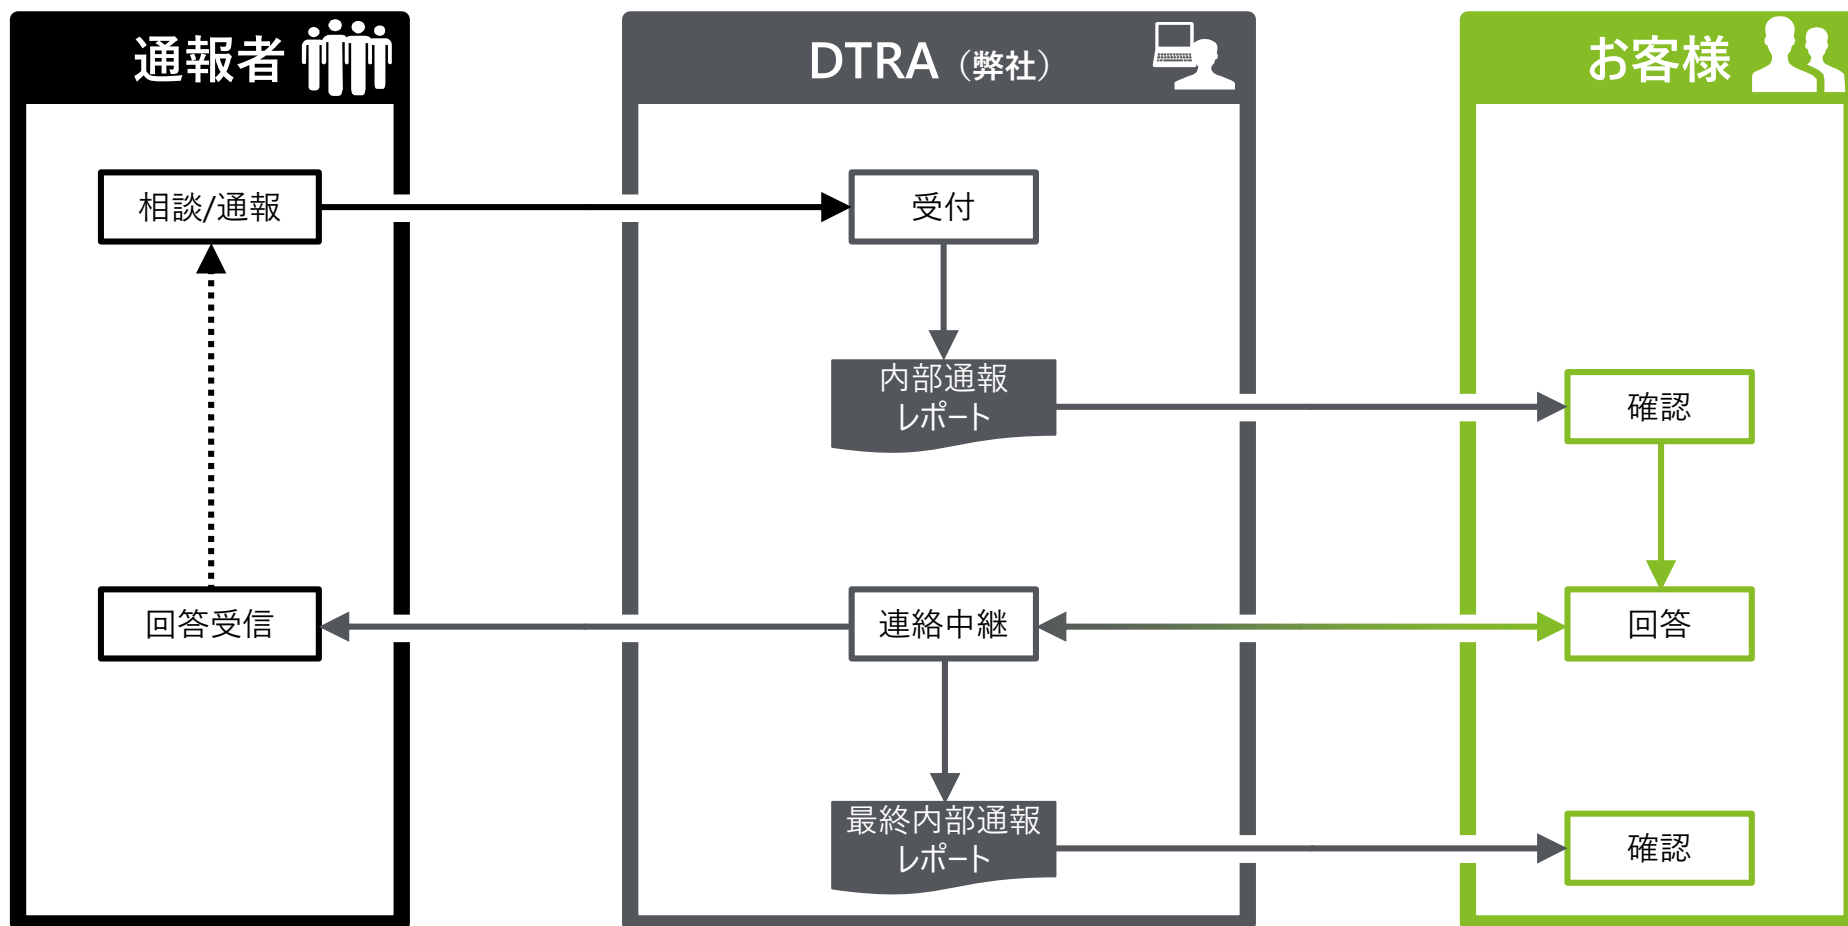 通報者
DTRA（弊社）
お客様
相談/通報
受付
内部通報
レポート
確認
回答受信
連絡中継
回答
最終内部通報
レポート
確認